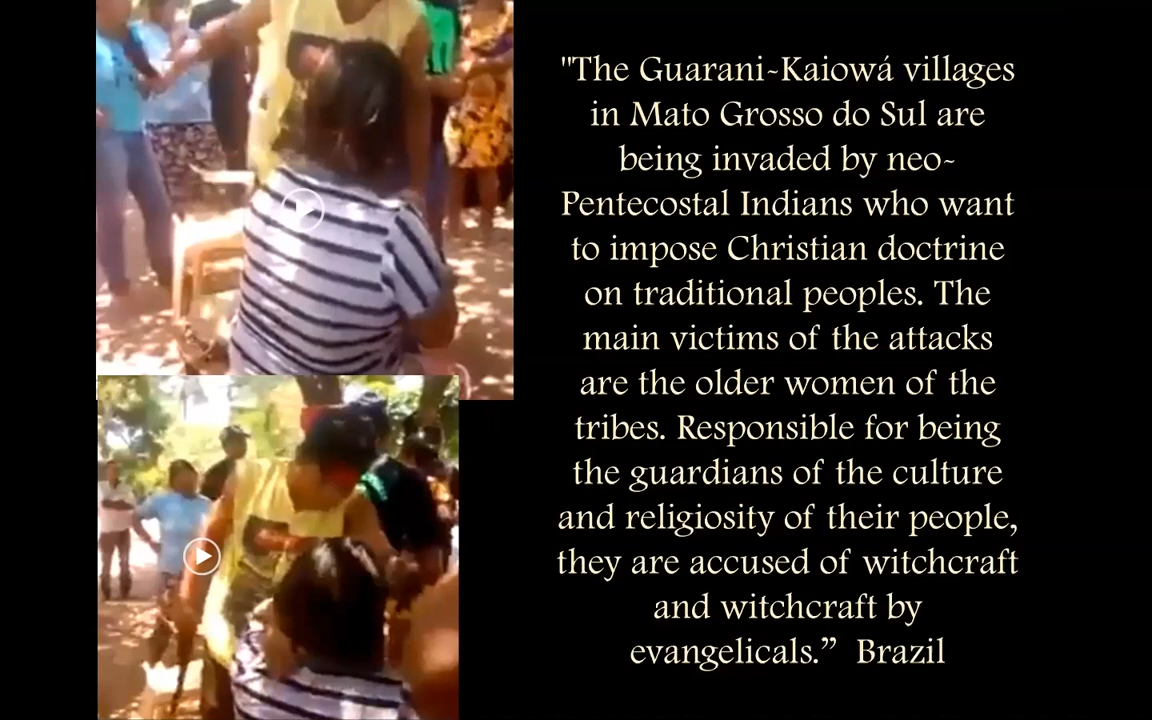 "The Guarani-Kaiowá villages
in Mato Grosso do Sul are
being invaded by neo-
Pentecostal Indians who want
to impose Christian doctrine
on traditional peoples. The
main victims of the attacks
are the older women of the
tribes. Responsible for being
the guardians of the culture
and religiosity of their people,
they are accused of witchcraft
and witchcraft by
evangelicals.” Brazil